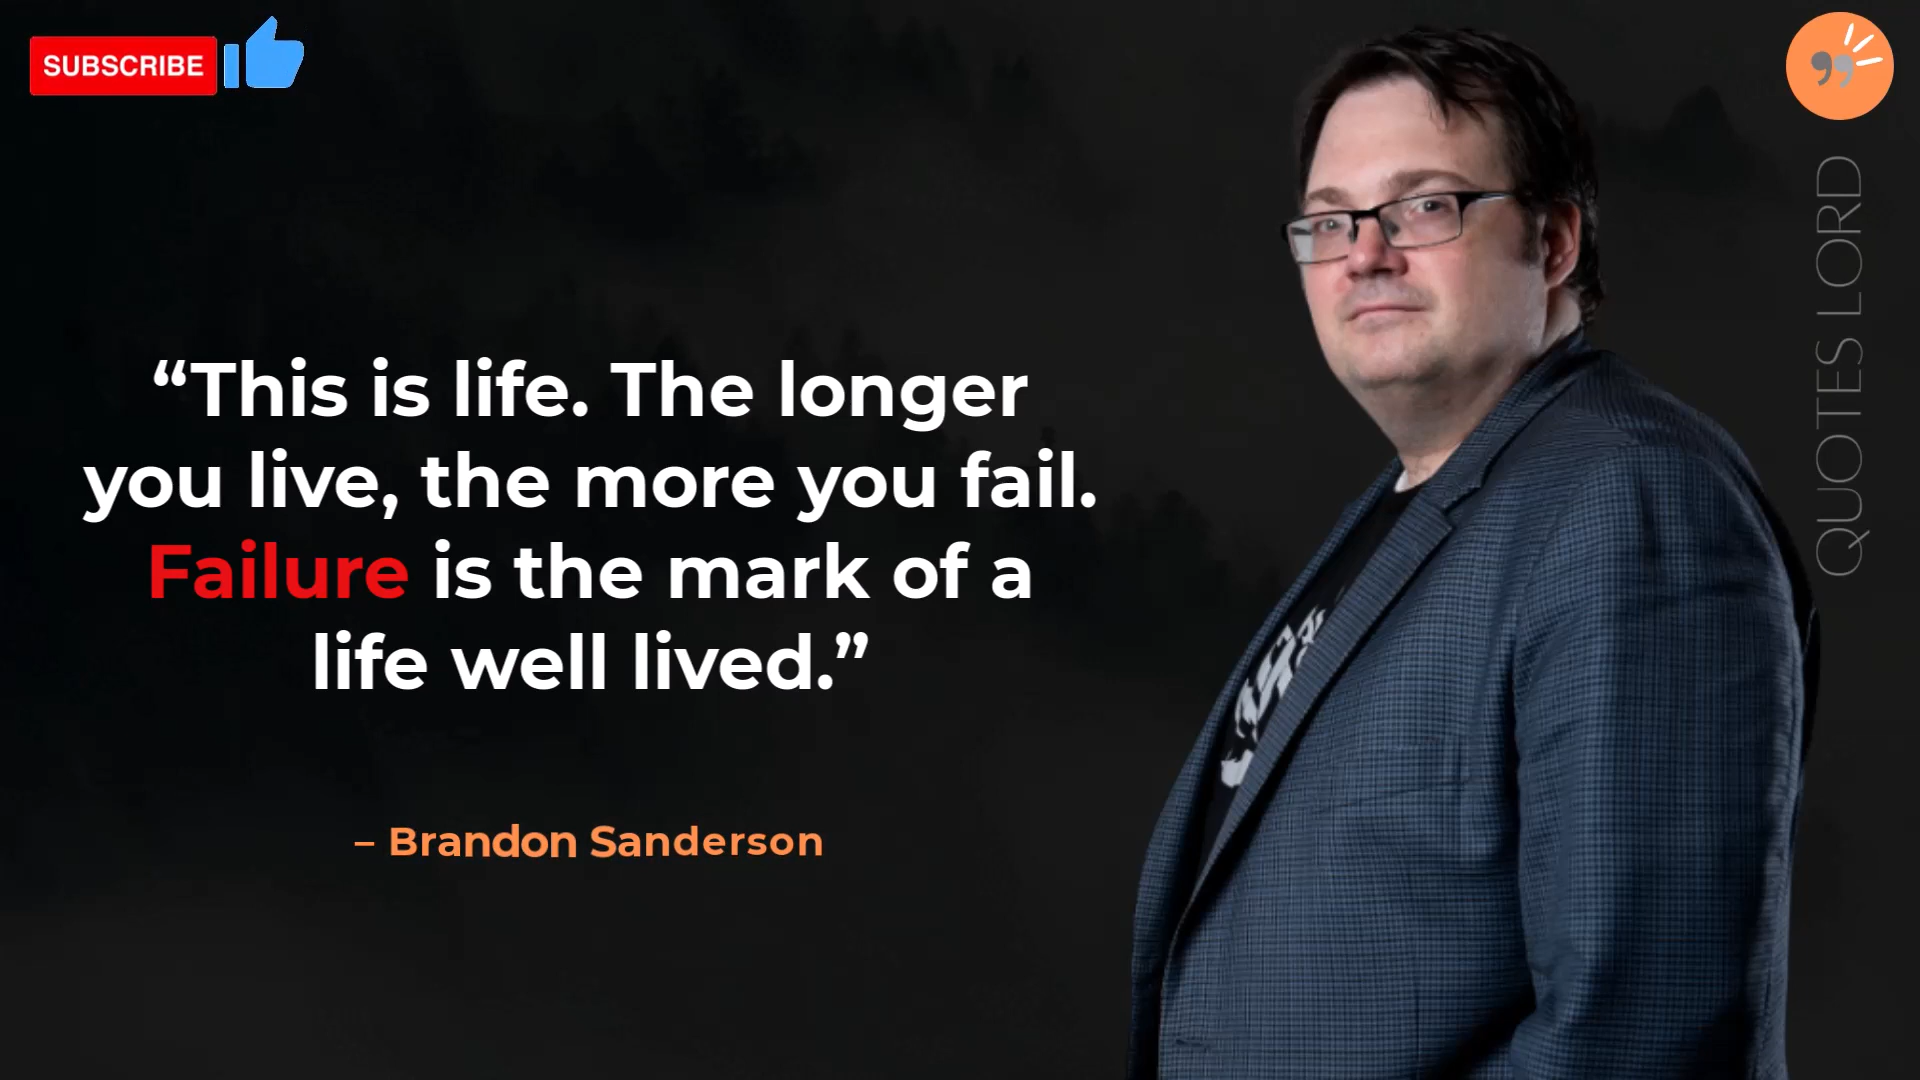 SUBSCRIBE
“This is life. The longer
you live, the more you fail.
Failure is the mark of a
life well lived.”
– Brandon Sanderson
QUOTES LORD